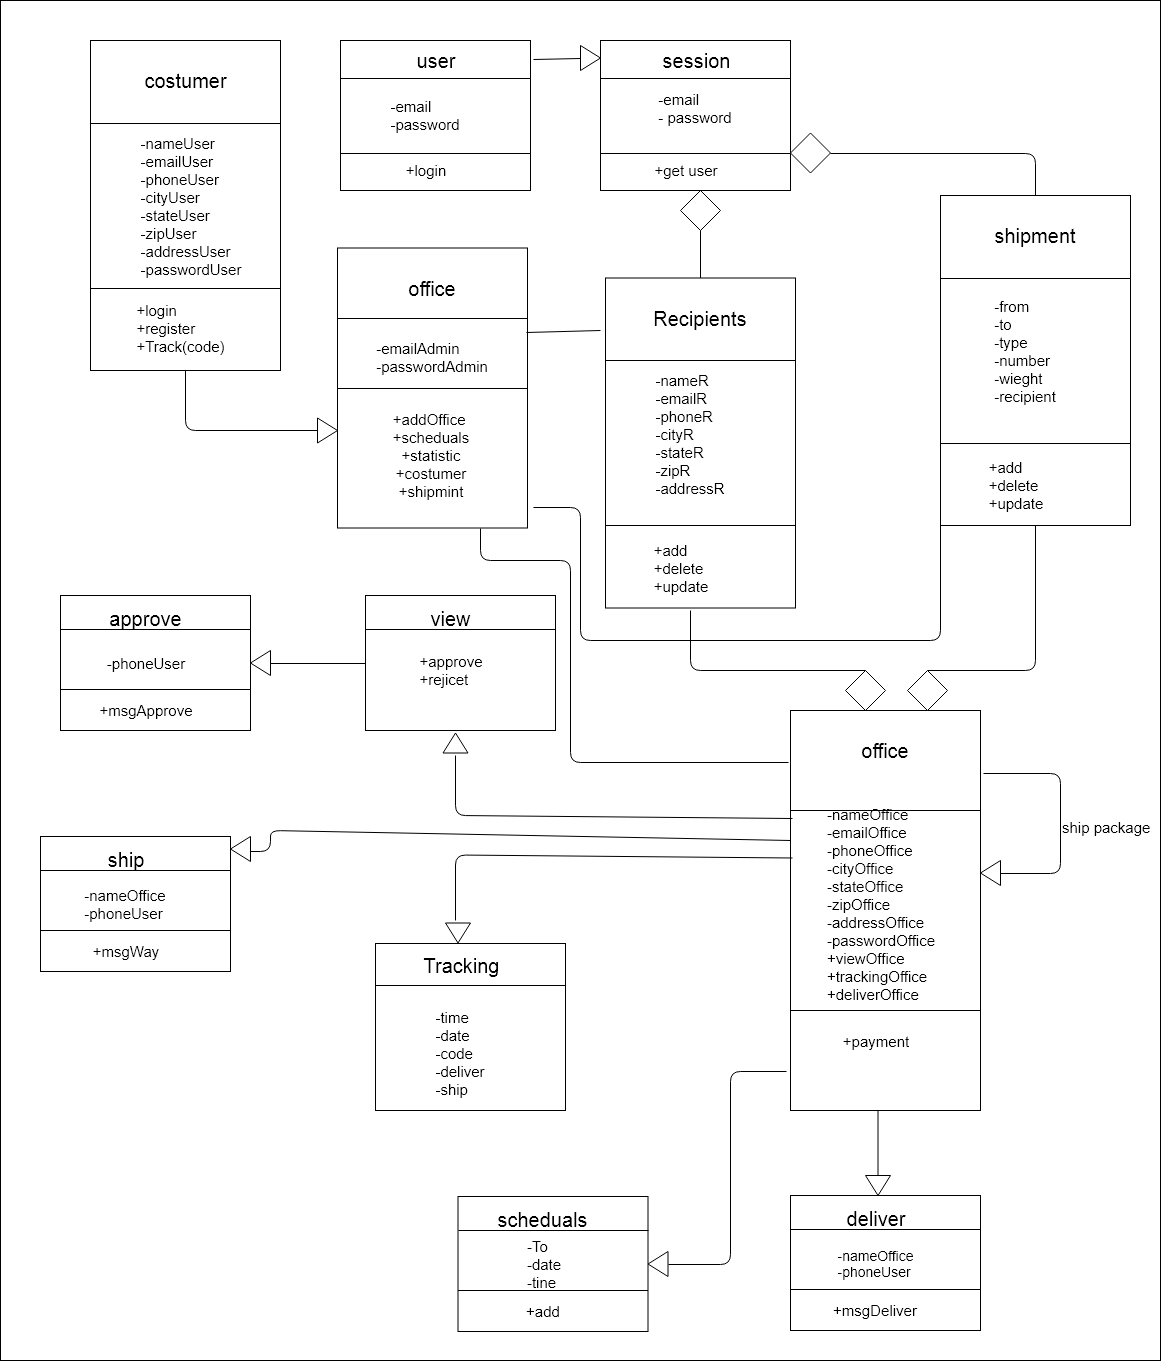 costumer
-nameUser
-emailUser
-phoneUser
-cityUser
-stateUser
-zipUser
-addressUser
-passwordUser
+login
+register
+Track(code)
user
-email
-password
+login
session
-email
- password
+get user
shipment
-from
-to
-type
-number
-wieght
-recipient
+add
+delete
+update
office
-emailAdmin
-passwordAdmin
+addOffice
+scheduals
+statistic
+costumer
+shipmint
Recipients
-nameR
-emailR
-phoneR
-cityR
-stateR
-zipR
-addressR
+add
+delete
+update
approve
-phoneUser
+msgApprove
view
+approve
+rejicet
office
-nameOffice
-emailOffice
-phoneOffice
-cityOffice
-stateOffice
-zipOffice
-addressOffice
-passwordOffice
+viewOffice
+trackingOffice
+deliverOffice
+payment
ship package
ship
-nameOffice
-phoneUser
+msgWay
Tracking
-time
-date
-code
-deliver
-ship
scheduals
-To
-date
-tine
+add
deliver
-nameOffice
-phoneUser
+msgDeliver